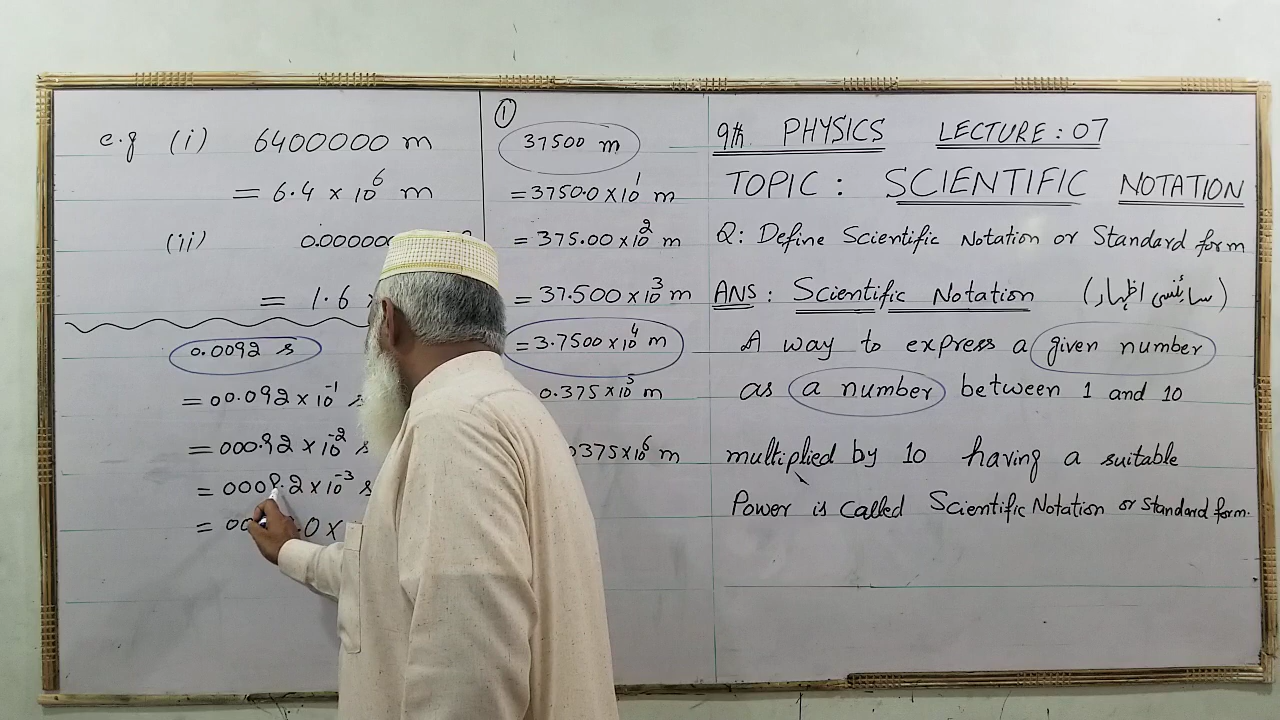 e.g (i) 6400000 m
= 6.4 × 10⁶ m
(ii) 0.00000
= 1.6
0.0092 s
= 00.092 × 10⁻¹ s
= 000.92 × 10⁻² s
= 0009.2 × 10⁻³ s
= 00 .0 ×
①
37500 m
= 3750.0 × 10¹ m
= 375.00 × 10² m
= 37.500 × 10³ m
= 3.7500 × 10⁴ m
0.375 × 10⁵ m
0375 × 10⁶ m
9th PHYSICS LECTURE : 07
TOPIC : SCIENTIFIC NOTATION
Q: Define Scientific Notation or Standard form
ANS : Scientific Notation (سائنسی اظہار)
A way to express a given number
as a number between 1 and 10
multiplied by 10 having a suitable
Power is called Scientific Notation or Standard form.